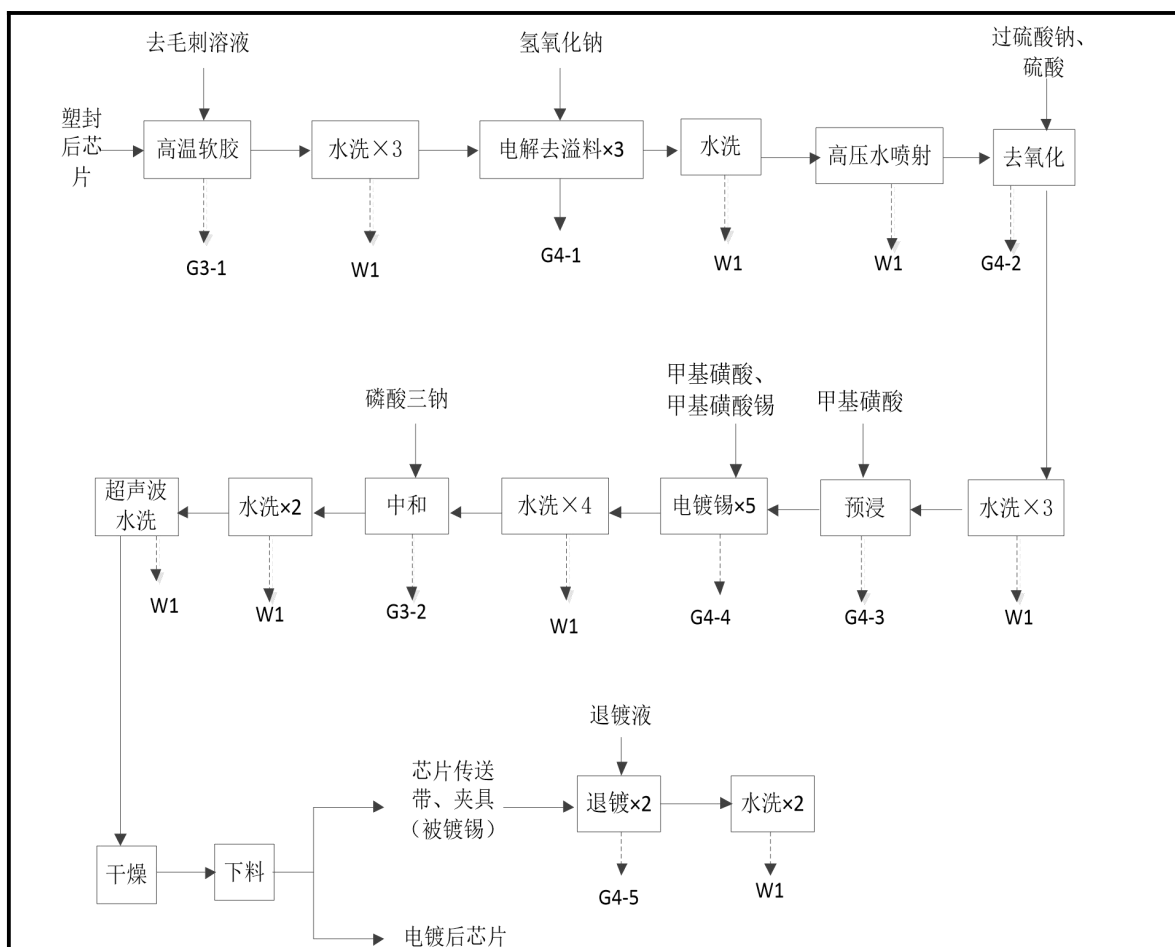 去毛刺溶液
氢氧化钠
过硫酸钠、
硫酸
塑封
后芯
片
高温软胶
水洗×3
电解去溢料×3
水洗
高压水喷射
去氧化
G3-1
W1
G4-1
W1
W1
G4-2
磷酸三钠
甲基磺酸、
甲基磺酸锡
甲基磺酸
超声波
水洗
水洗×2
中和
水洗×4
电镀锡×5
预浸
水洗×3
W1
W1
G3-2
W1
G4-4
G4-3
W1
退镀液
芯片传送
带、夹具
（被镀锡）
退镀×2
水洗×2
干燥
下料
G4-5
W1
电镀后芯片